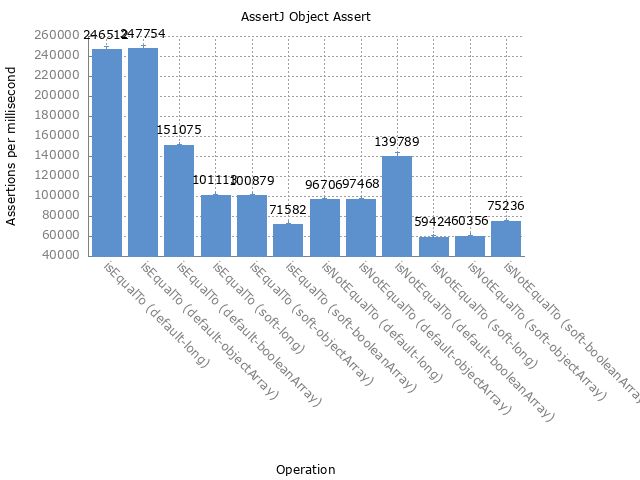 AssertJ Object Assert
Assertions per millisecond
260000
240000
220000
200000
180000
160000
140000
120000
100000
80000
60000
40000
246512
247754
151075
101113
100879
71582
96706
97468
139789
59424
60356
75236
isEqualTo (default-long)
isEqualTo (default-objectArray)
isEqualTo (default-booleanArray)
isEqualTo (soft-long)
isEqualTo (soft-objectArray)
isEqualTo (soft-booleanArray)
isNotEqualTo (default-long)
isNotEqualTo (default-objectArray)
isNotEqualTo (default-booleanArray)
isNotEqualTo (soft-long)
isNotEqualTo (soft-objectArray)
isNotEqualTo (soft-booleanArray)
Operation